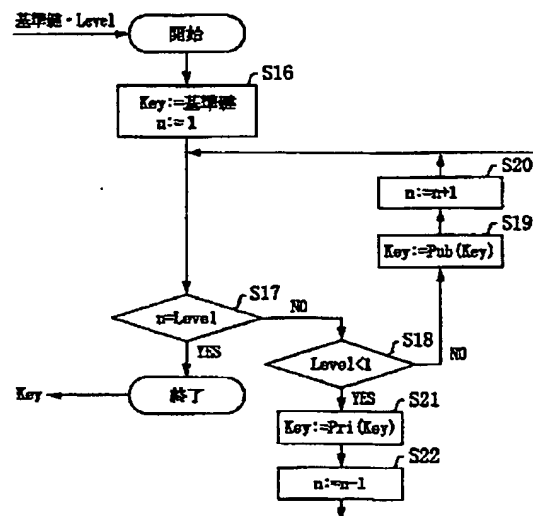 基準鍵・Level
開始
S16
Key:=基準鍵
n:=1
S20
n:=n+1
S19
Key:=Pub(Key)
S17
n=Level
NO
S18
Level<1
NO
YES
Key
終了
YES
S21
Key:=Pri(Key)
S22
n:=n-1